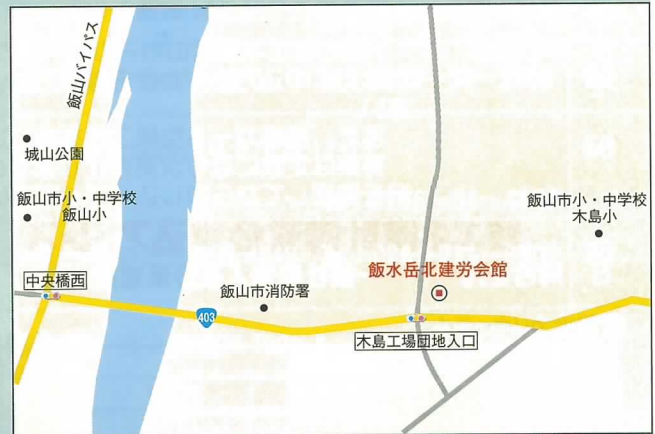 飯山バイパス
城山公園
飯山市小・中学校
飯山小
中央橋西
403
飯山市消防署
飯水岳北建労会館
木島工場団地入口
飯山市小・中学校
木島小